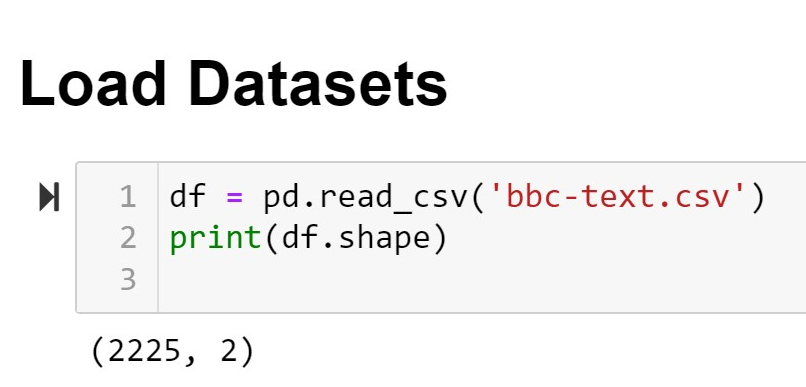 Load Datasets
1 df = pd.read_csv('bbc-text.csv')
2 print(df.shape)
3
(2225, 2)